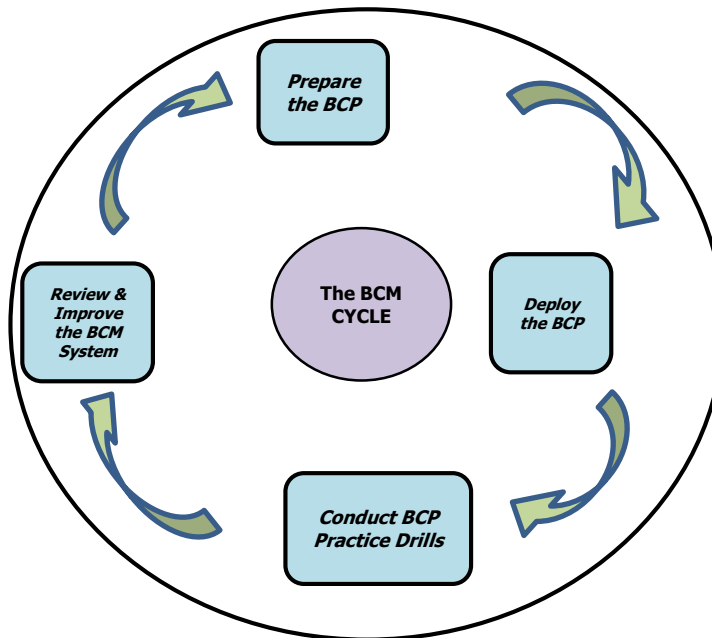 Prepare
the BCP
Deploy
the BCP
Conduct BCP
Practice Drills
Review &
Improve
the BCM
System
The BCM
CYCLE